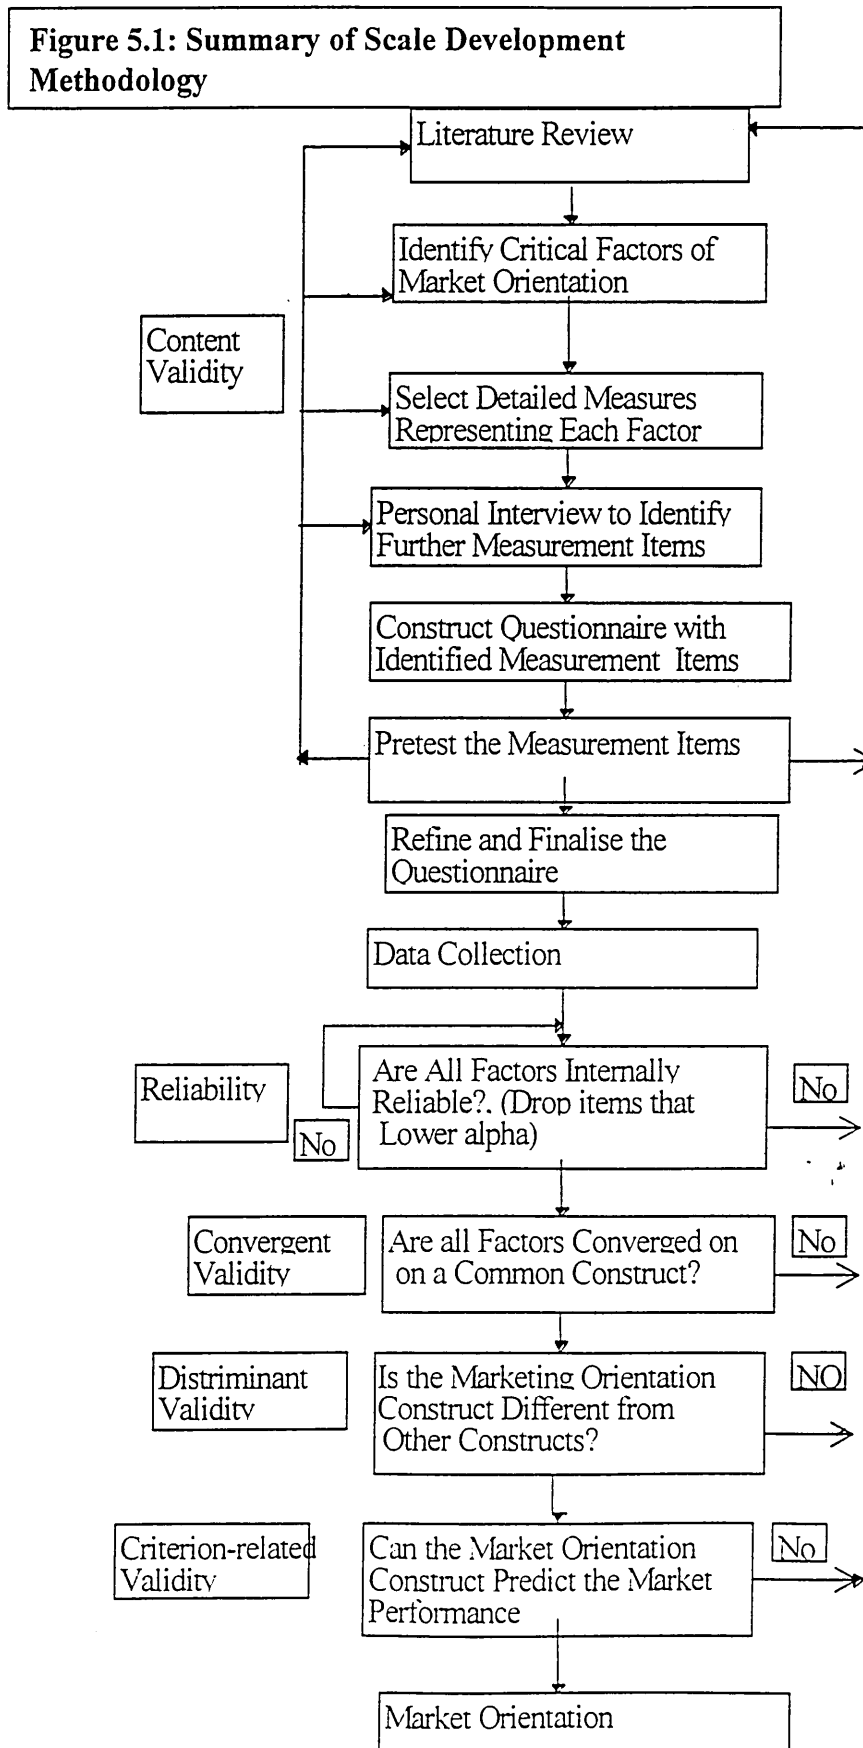 Figure 5.1: Summary of Scale Development
Methodology
Literature Review
Identify Critical Factors of
Market Orientation
Content
Validity
Select Detailed Measures
Representing Each Factor
Personal Interview to Identify
Further Measurement Items
Construct Questionnaire with
Identified Measurement Items
Pretest the Measurement Items
Refine and Finalise the
Questionnaire
Data Collection
Reliability
No
Are All Factors Internally
Reliable?. (Drop items that
Lower alpha)
No
Convergent
Validity
Are all Factors Converged on
on a Common Construct?
No
Distriminant
Validity
Is the Marketing Orientation
Construct Different from
Other Constructs?
NO
Criterion-related
Validity
Can the Market Orientation
Construct Predict the Market
Performance
No
Market Orientation